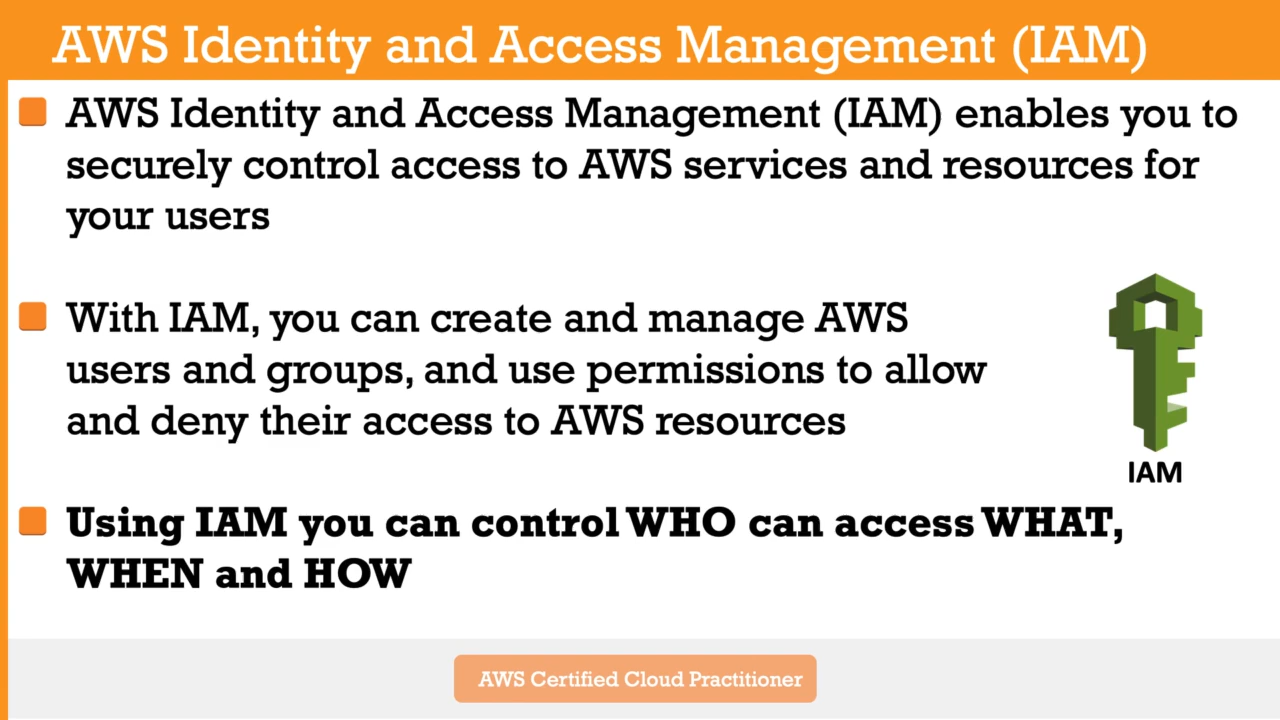 AWS Identity and Access Management (IAM)
AWS Identity and Access Management (IAM) enables you to
securely control access to AWS services and resources for
your users
With IAM, you can create and manage AWS
users and groups, and use permissions to allow
and deny their access to AWS resources
IAM
Using IAM you can control WHO can access WHAT,
WHEN and HOW
AWS Certified Cloud Practitioner